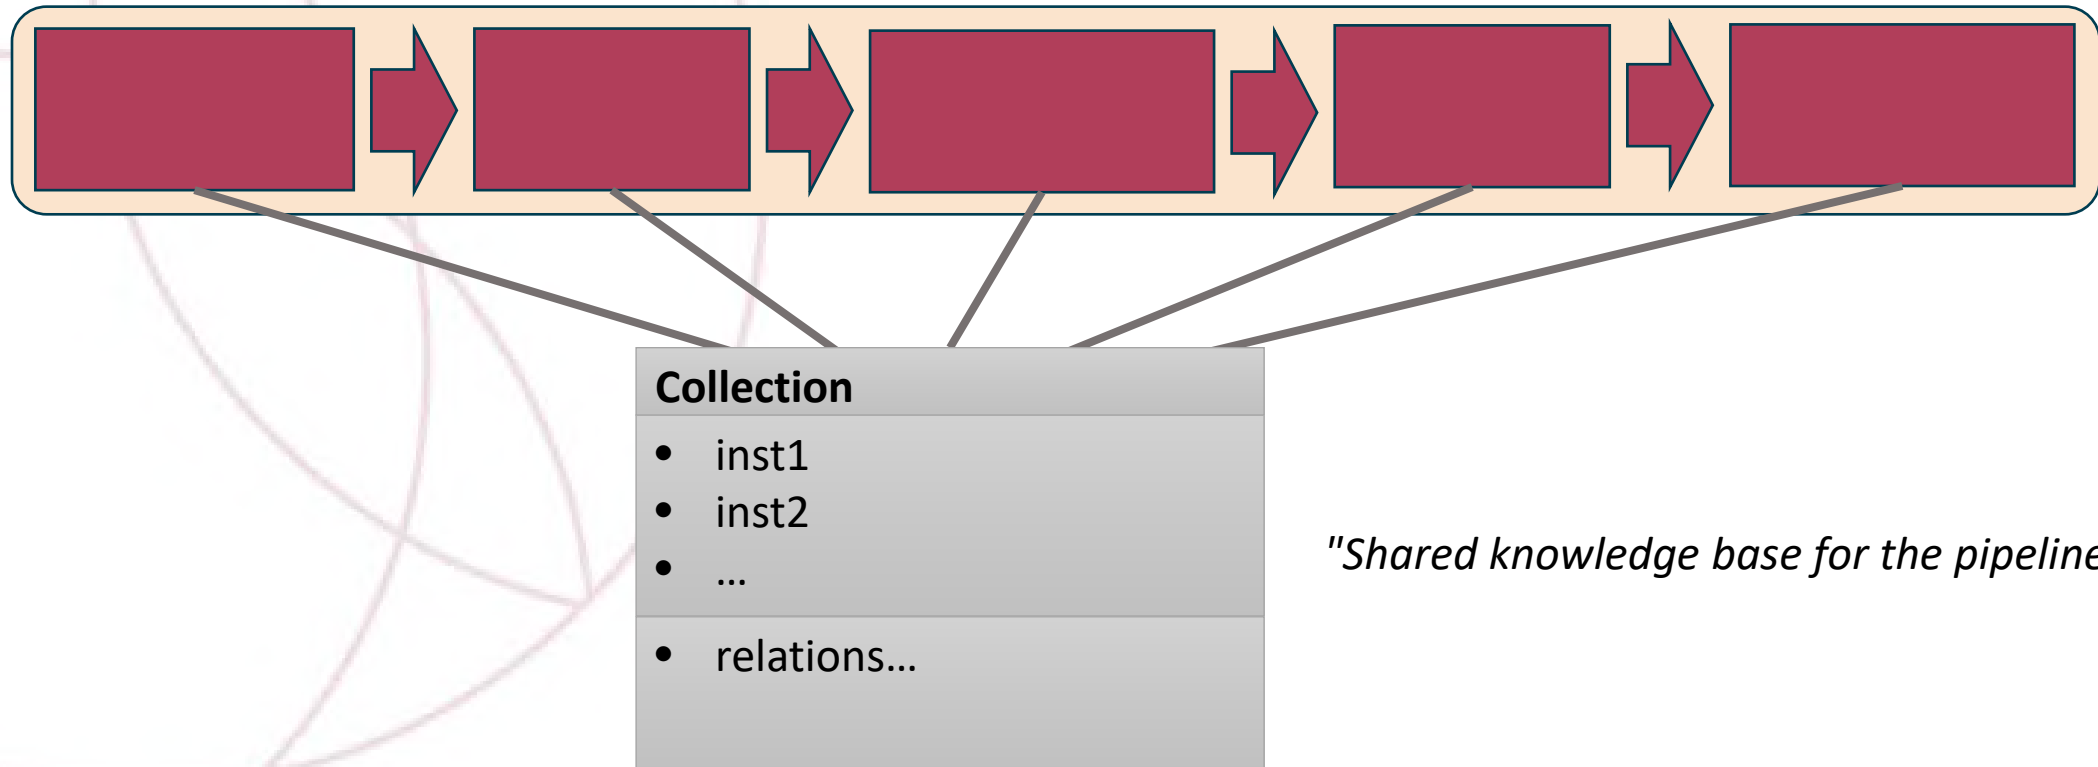 Collection
• inst1
• inst2
• …
"Shared knowledge base for the pipeline
• relations…